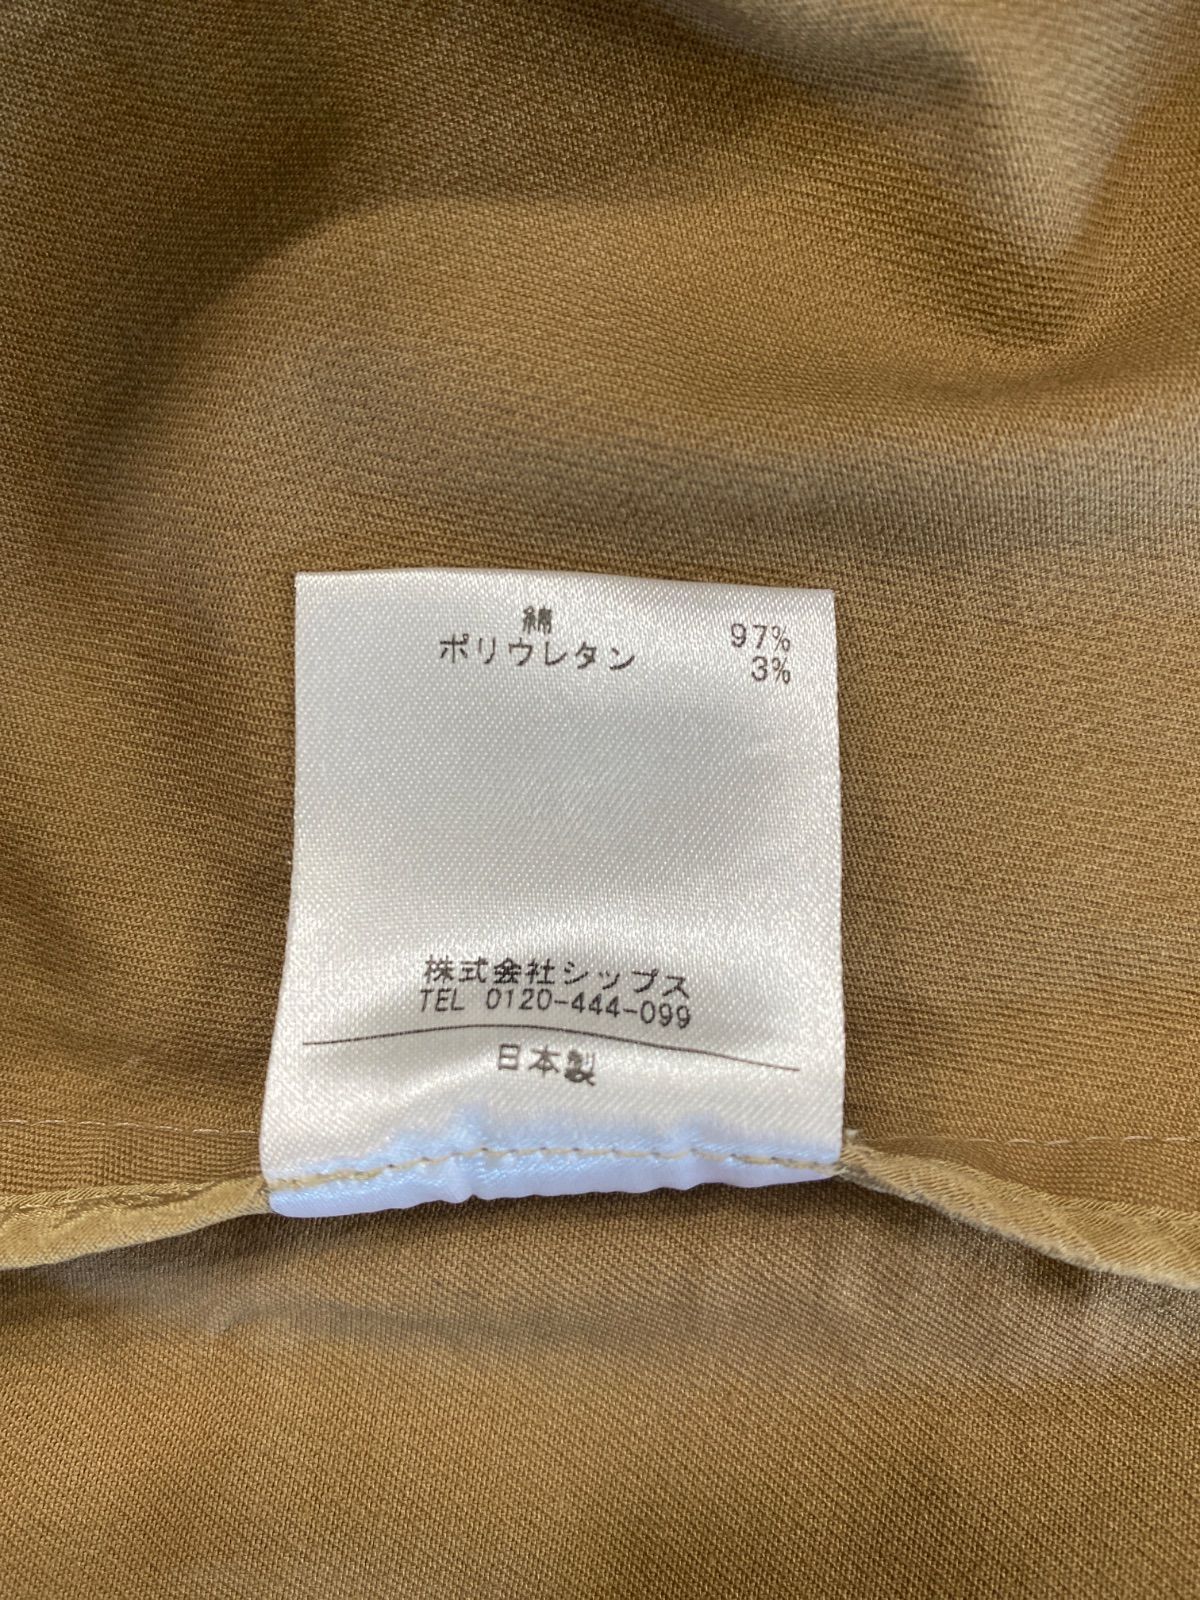 綿 97%
ポリウレタン 3%
株式会社シップス
TEL 0120-444-099
日本製